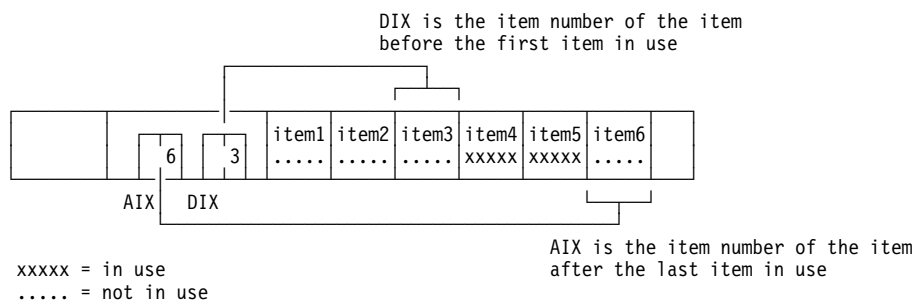 DIX is the item number of the item
before the first item in use
item1 item2 item3 item4 item5 item6
6 3 ..... ..... ..... xxxxx xxxxx .....
AIX DIX
AIX is the item number of the item
after the last item in use
xxxxx = in use
..... = not in use